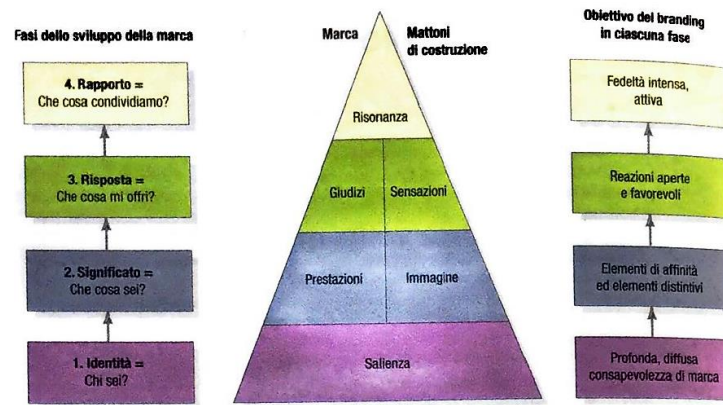 Fasi dello sviluppo della marca
4. Rapporto =
Che cosa condividiamo?
3. Risposta =
Che cosa mi offri?
2. Significato =
Che cosa sei?
1. Identità =
Chi sei?
Marca
Mattoni
di costruzione
Risonanza
Giudizi
Sensazioni
Prestazioni
Immagine
Salienza
Obiettivo del branding
in ciascuna fase
Fedeltà intensa,
attiva
Reazioni aperte
e favorevoli
Elementi di affinità
ed elementi distintivi
Profonda, diffusa
consapevolezza di marca